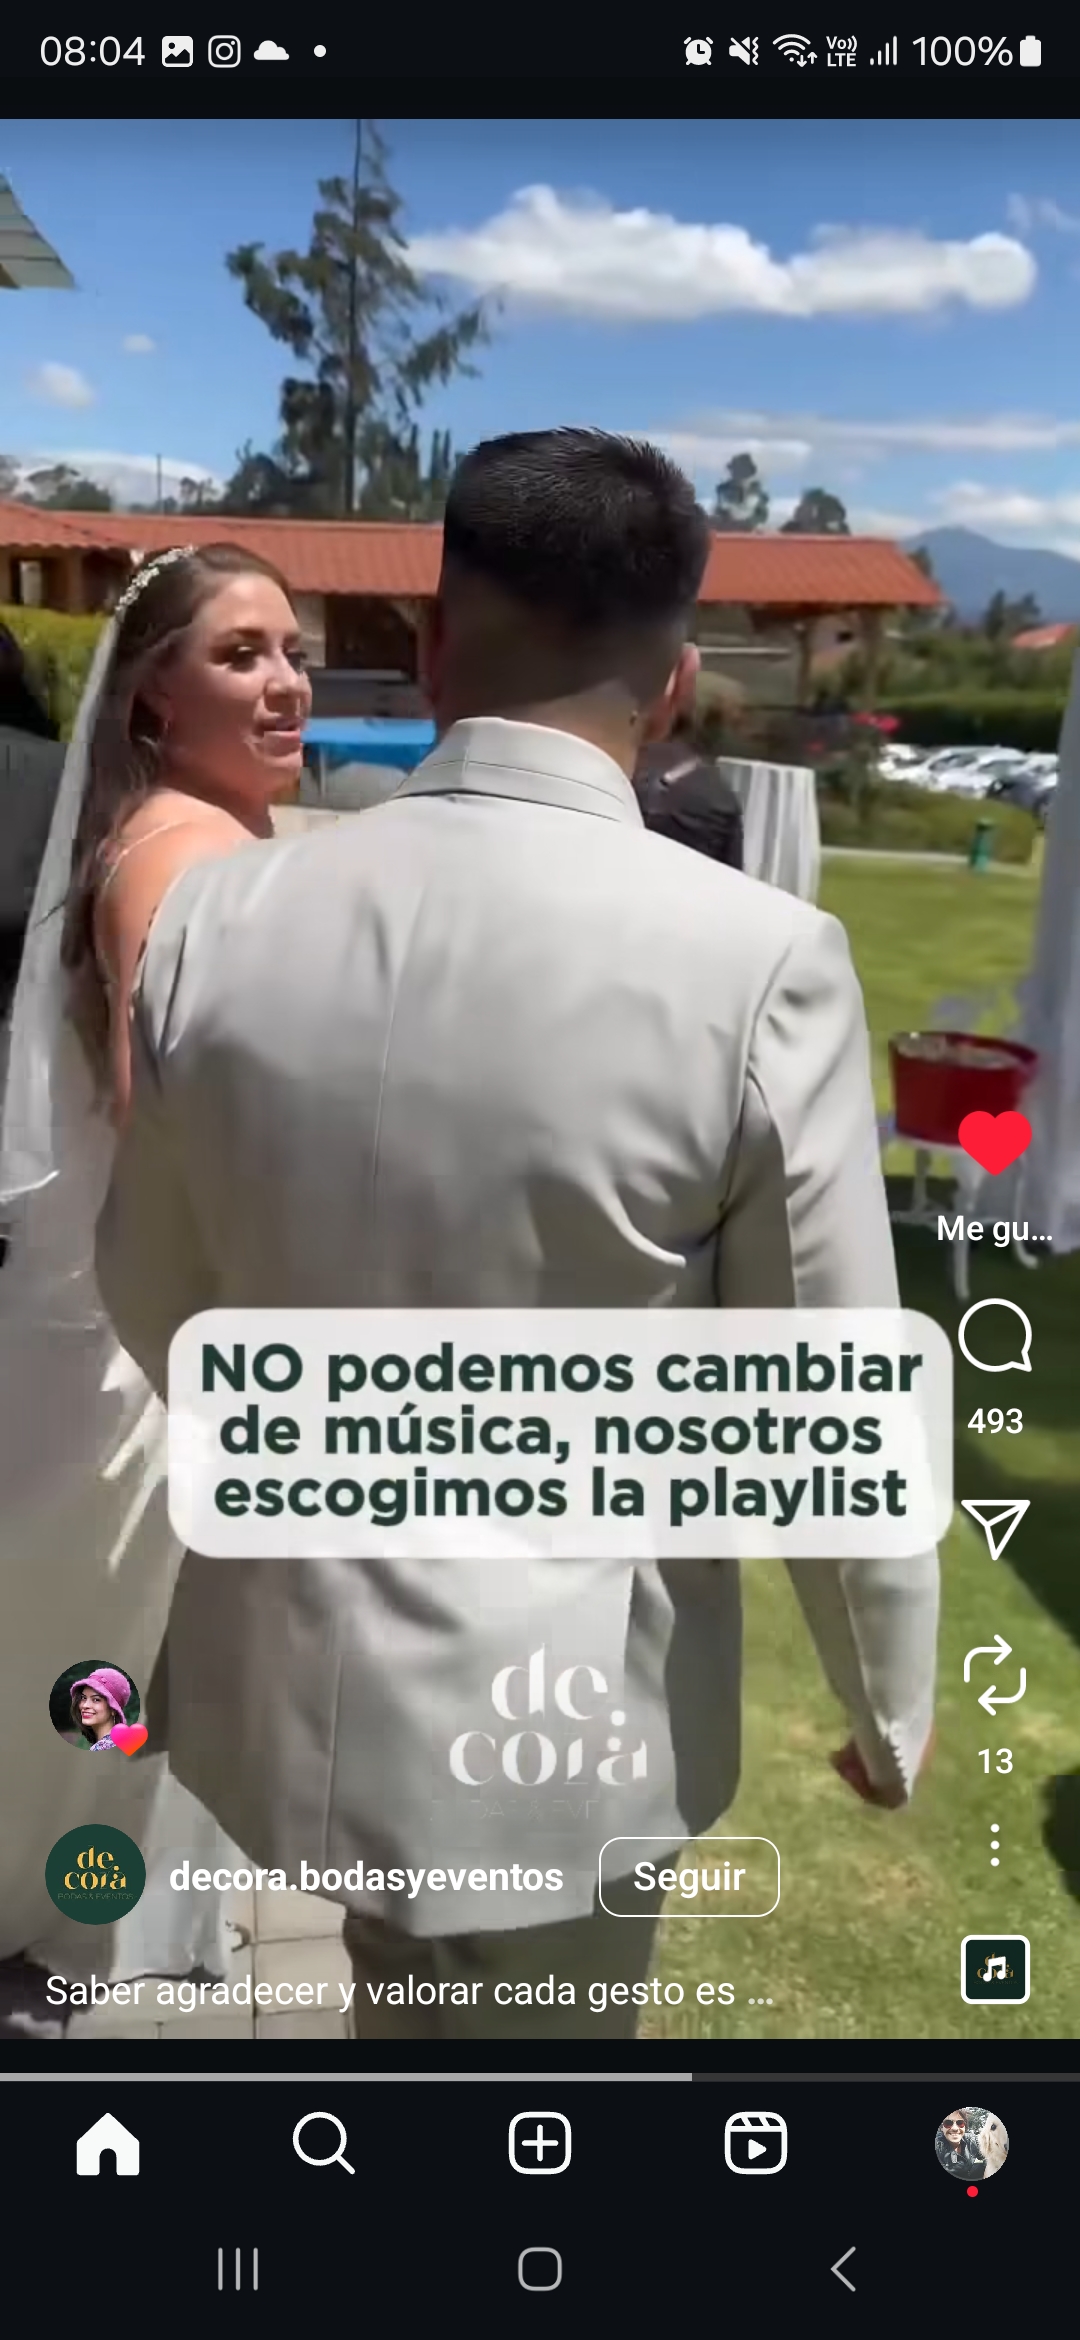 08:04
Vo))
LTE
100%
NO podemos cambiar
de música, nosotros
escogimos la playlist
Me gu...
493
13
de.
cora
de.
cora
BODAS & EVENTOS
decora.bodasyeventos
Seguir
Saber agradecer y valorar cada gesto es ...